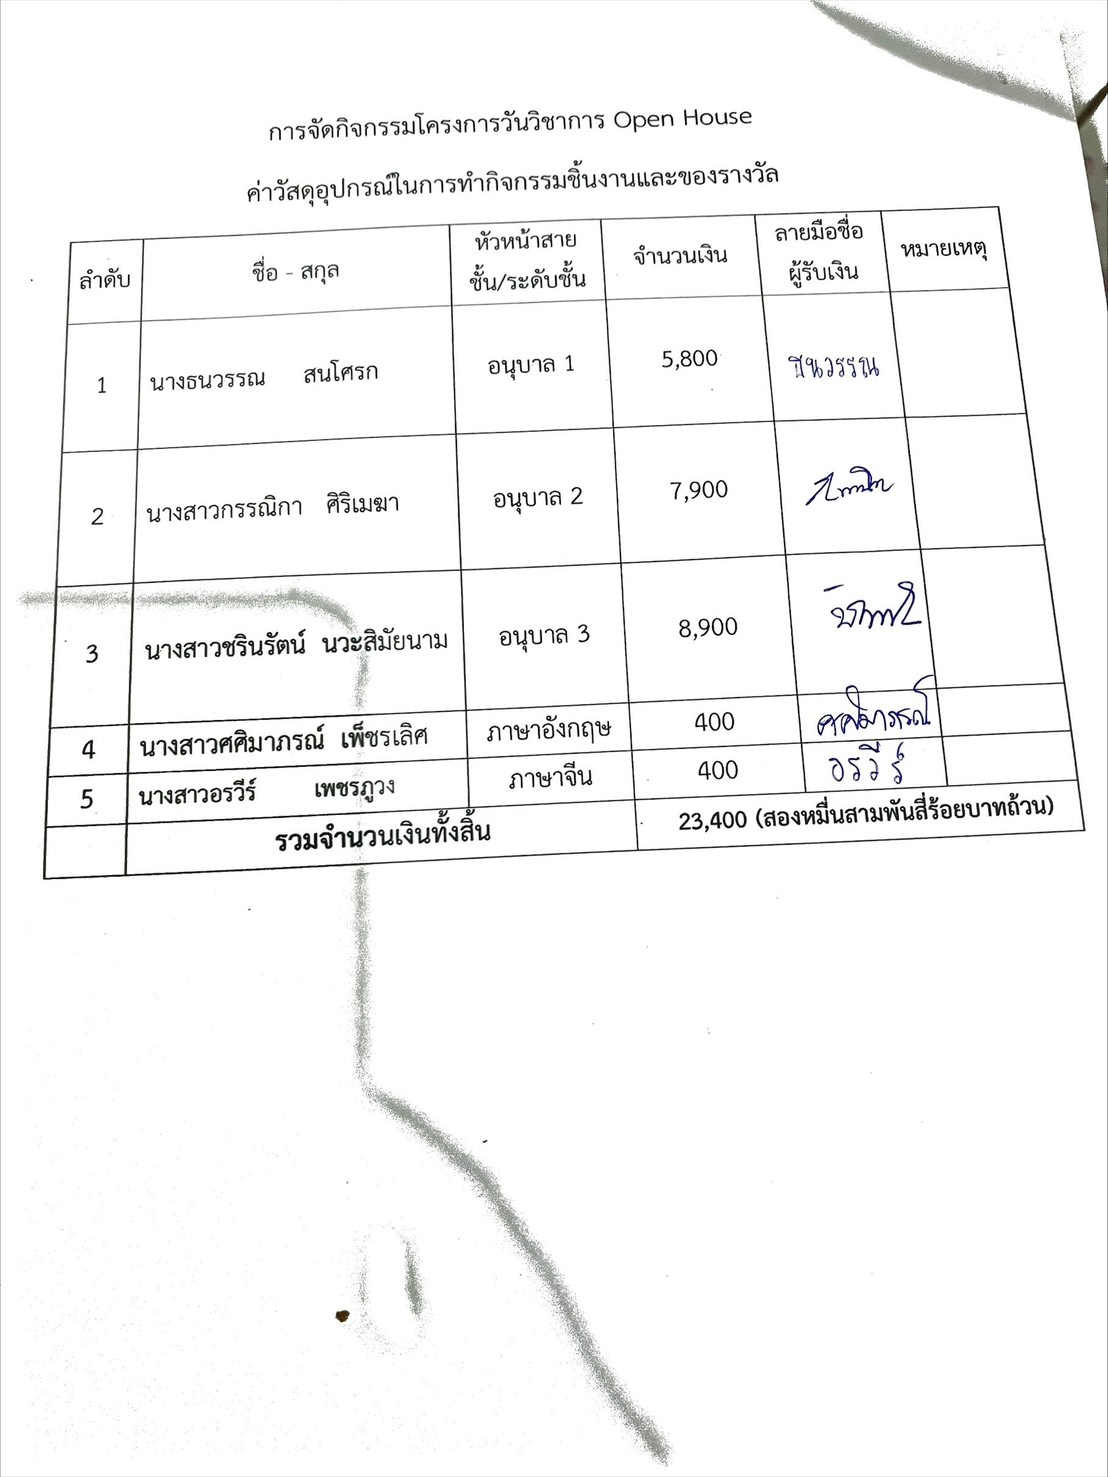 การจัดกิจกรรมโครงการวันวิชาการ Open House
ค่าวัสดุอุปกรณ์ในการทำกิจกรรมชิ้นงานและของรางวัล
ลำดับ ชื่อ - สกุล หัวหน้าสายชั้น/ระดับชั้น จำนวนเงิน ลายมือชื่อผู้รับเงิน หมายเหตุ
1 นางธนวรรณ สนโศรก อนุบาล 1 5,800 ธนวรรณ
2 นางสาวกรรณิกา ศิริเมฆา อนุบาล 2 7,900
3 นางสาวชรินรัตน์ นวะสิมัยนาม อนุบาล 3 8,900
4 นางสาวศศิมาภรณ์ เพ็ชรเลิศ ภาษาอังกฤษ 400 ศศิมาภรณ์
5 นางสาวอรวีร์ เพชรภูวง ภาษาจีน 400 อรวีร์
รวมจำนวนเงินทั้งสิ้น 23,400 (สองหมื่นสามพันสี่ร้อยบาทถ้วน)